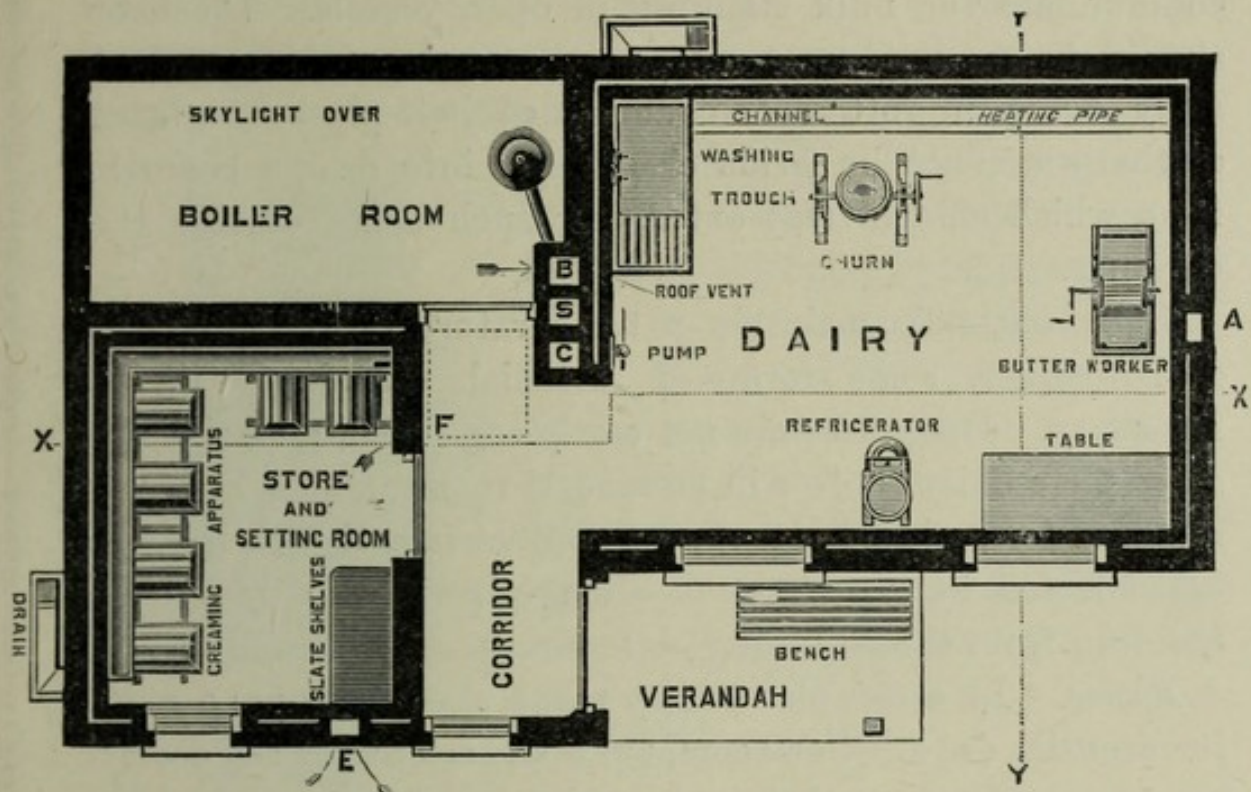 Y
SKYLIGHT OVER
BOILER ROOM
CHANNEL
HEATING PIPE
WASHING
TROUGH
CHURN
B
S
C
ROOF VENT
PUMP
DAIRY
A
BUTTER WORKER
X
X
F
REFRIGERATOR
TABLE
STORE
AND
SETTING ROOM
CREAMING APPARATUS
SLATE SHELVES
CORRIDOR
DRAIN
BENCH
VERANDAH
E
Y